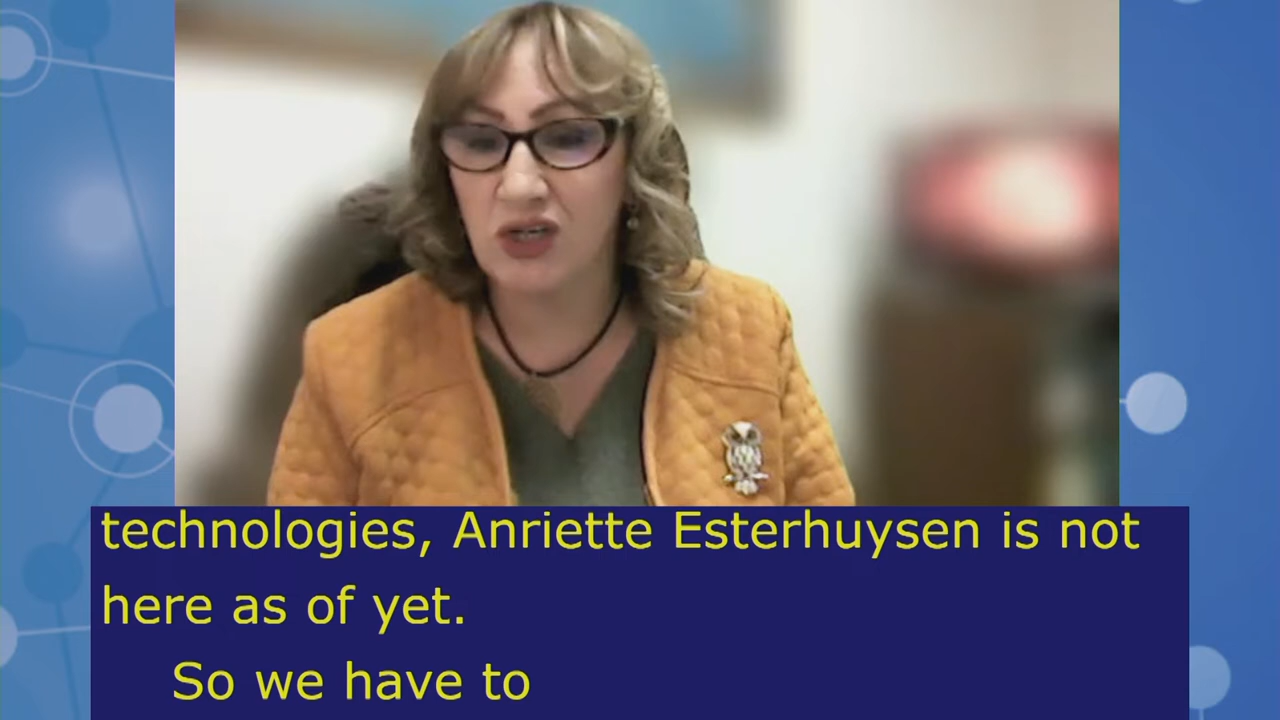 technologies, Anriette Esterhuysen is not
here as of yet.
So we have to